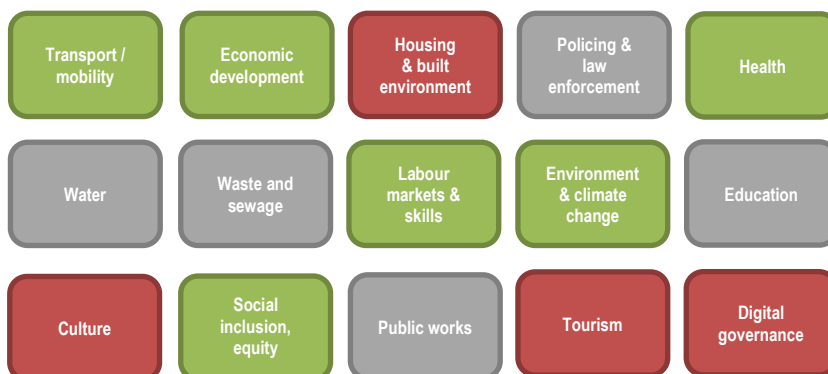 Transport /
mobility
Economic
development
Housing
& built
environment
Policing &
law
enforcement
Health
Water
Waste and
sewage
Labour
markets &
skills
Environment
& climate
change
Education
Culture
Social
inclusion,
equity
Public works
Tourism
Digital
governance